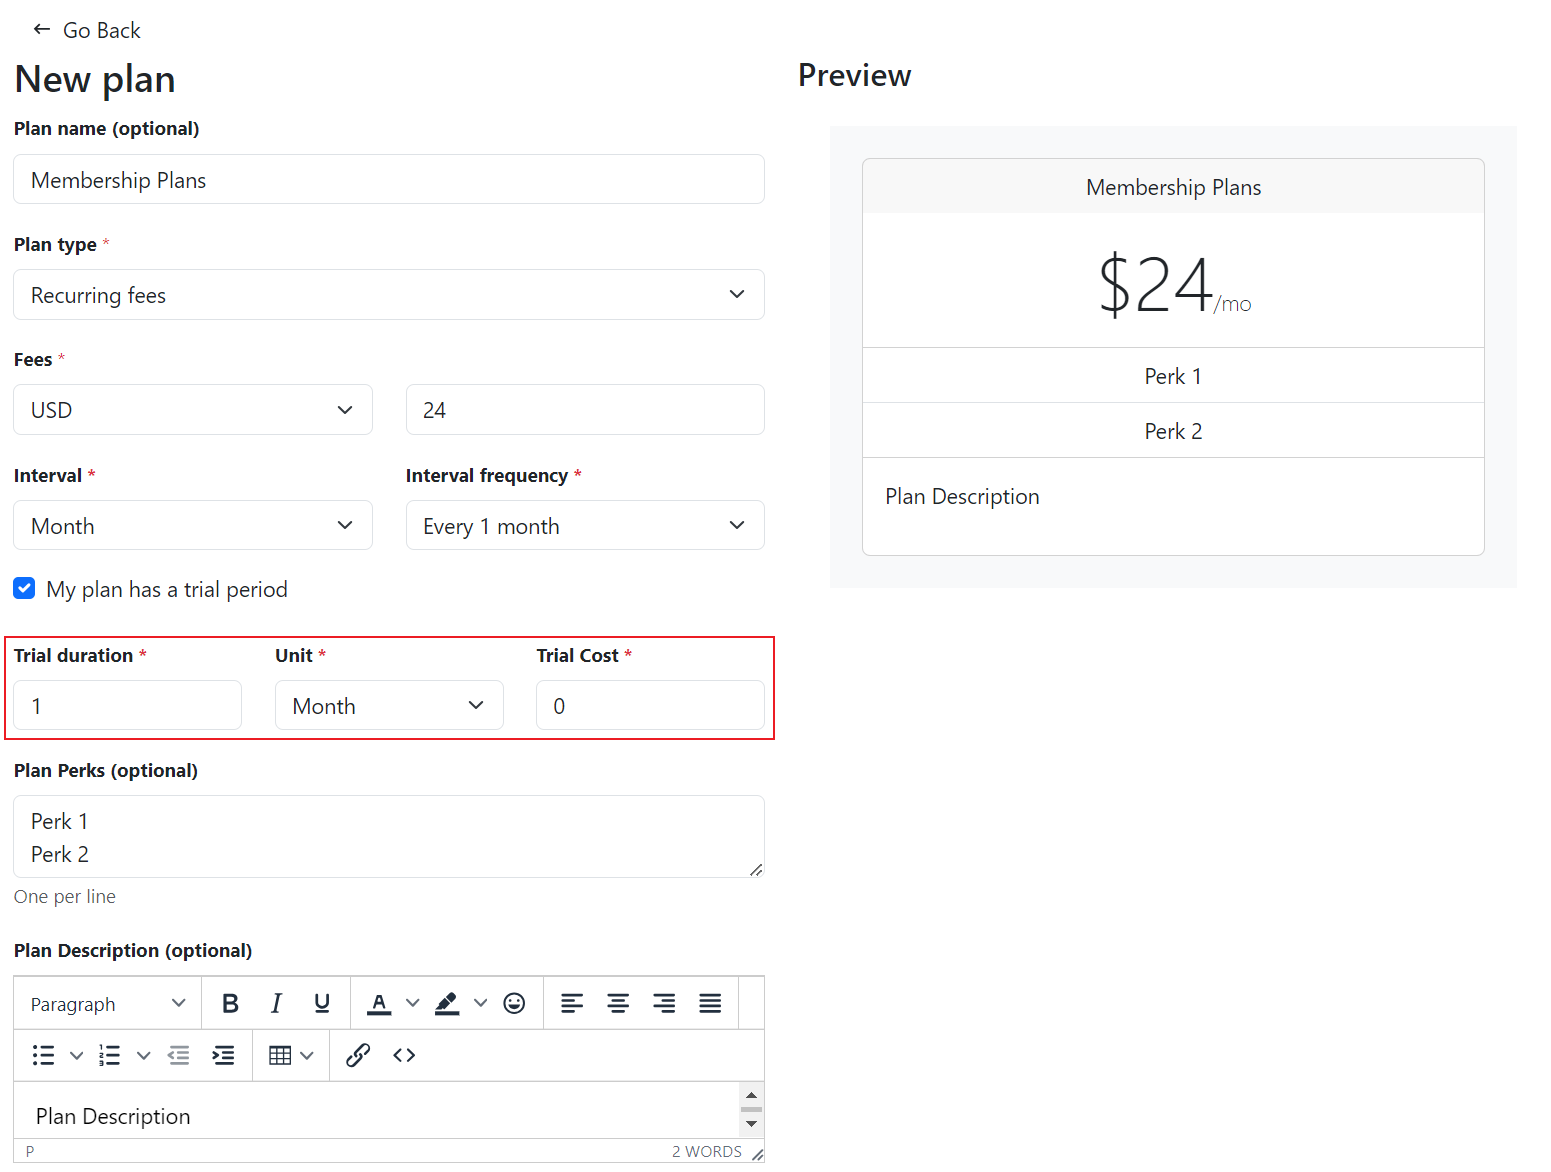 ← Go Back
New plan
Plan name (optional)
Membership Plans
Plan type *
Recurring fees
Fees *
USD
24
Interval *
Interval frequency *
Month
Every 1 month
My plan has a trial period
Trial duration *
Unit *
Trial Cost *
1
Month
0
Plan Perks (optional)
Perk 1
Perk 2
One per line
Plan Description (optional)
Paragraph
B I U A
Plan Description
P
2 WORDS
Preview
Membership Plans
$24/mo
Perk 1
Perk 2
Plan Description